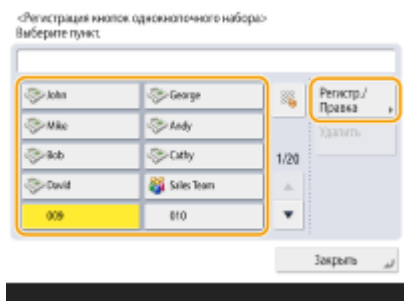 <Регистрация кнопок однокнопочного набора>
Выберите пункт.
John George Регистр./
Правка
Mike Andy Удалить
Bob Cathy 1/20
David Sales Team
009 010
Закрыть